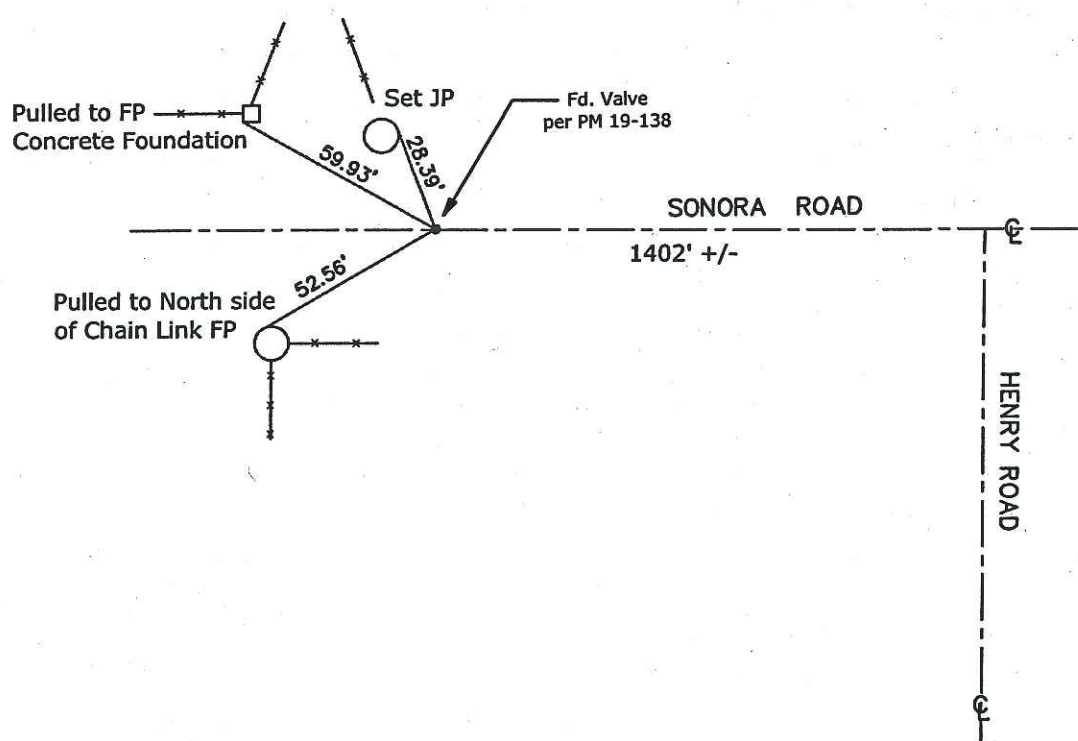 Pulled to FP
Concrete Foundation
Set JP
Fd. Valve
per PM 19-138
59.93'
28.39'
SONORA ROAD
1402' +/-
52.56'
Pulled to North side
of Chain Link FP
HENRY ROAD